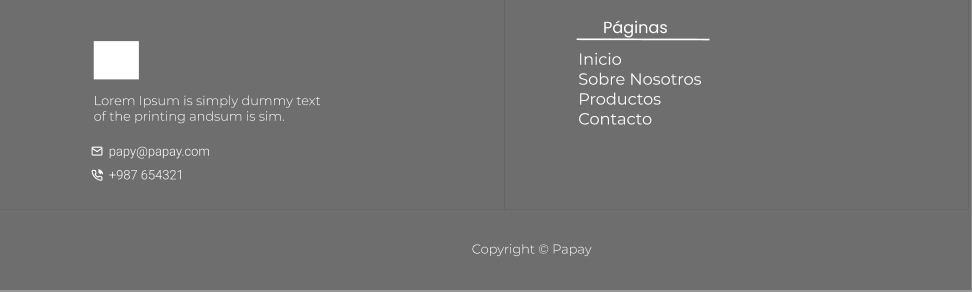 Lorem Ipsum is simply dummy text
of the printing andsum is sim.
papy@papay.com
+987 654321
Páginas
Inicio
Sobre Nosotros
Productos
Contacto
Copyright © Papay